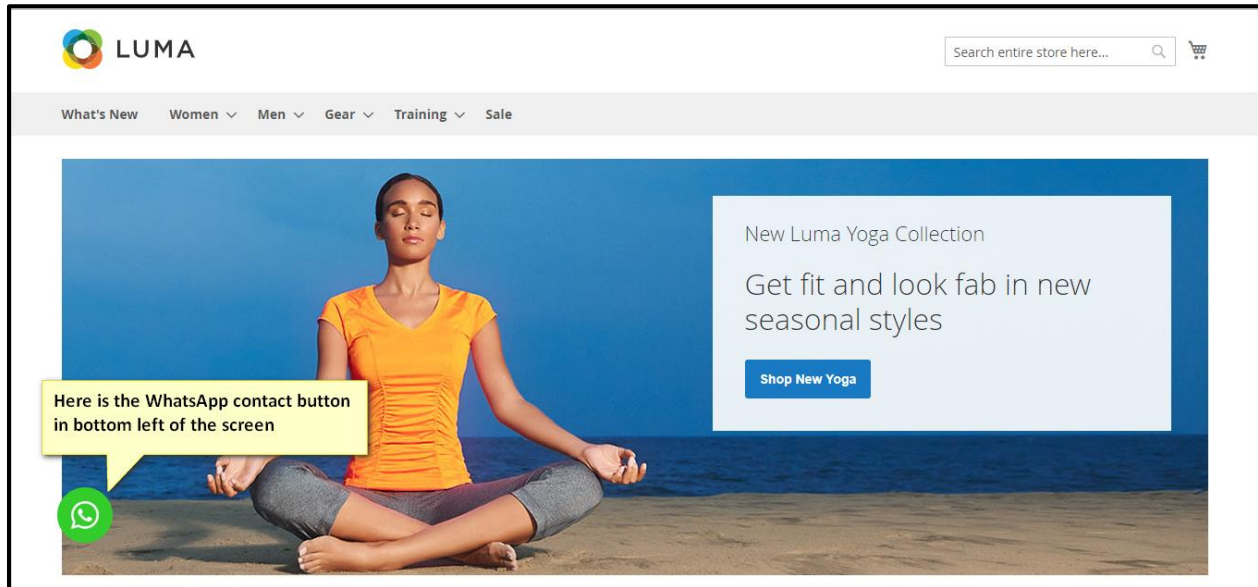 LUMA
Search entire store here...
What's New Women Men Gear Training Sale
New Luma Yoga Collection
Get fit and look fab in new
seasonal styles
Shop New Yoga
Here is the WhatsApp contact button
in bottom left of the screen